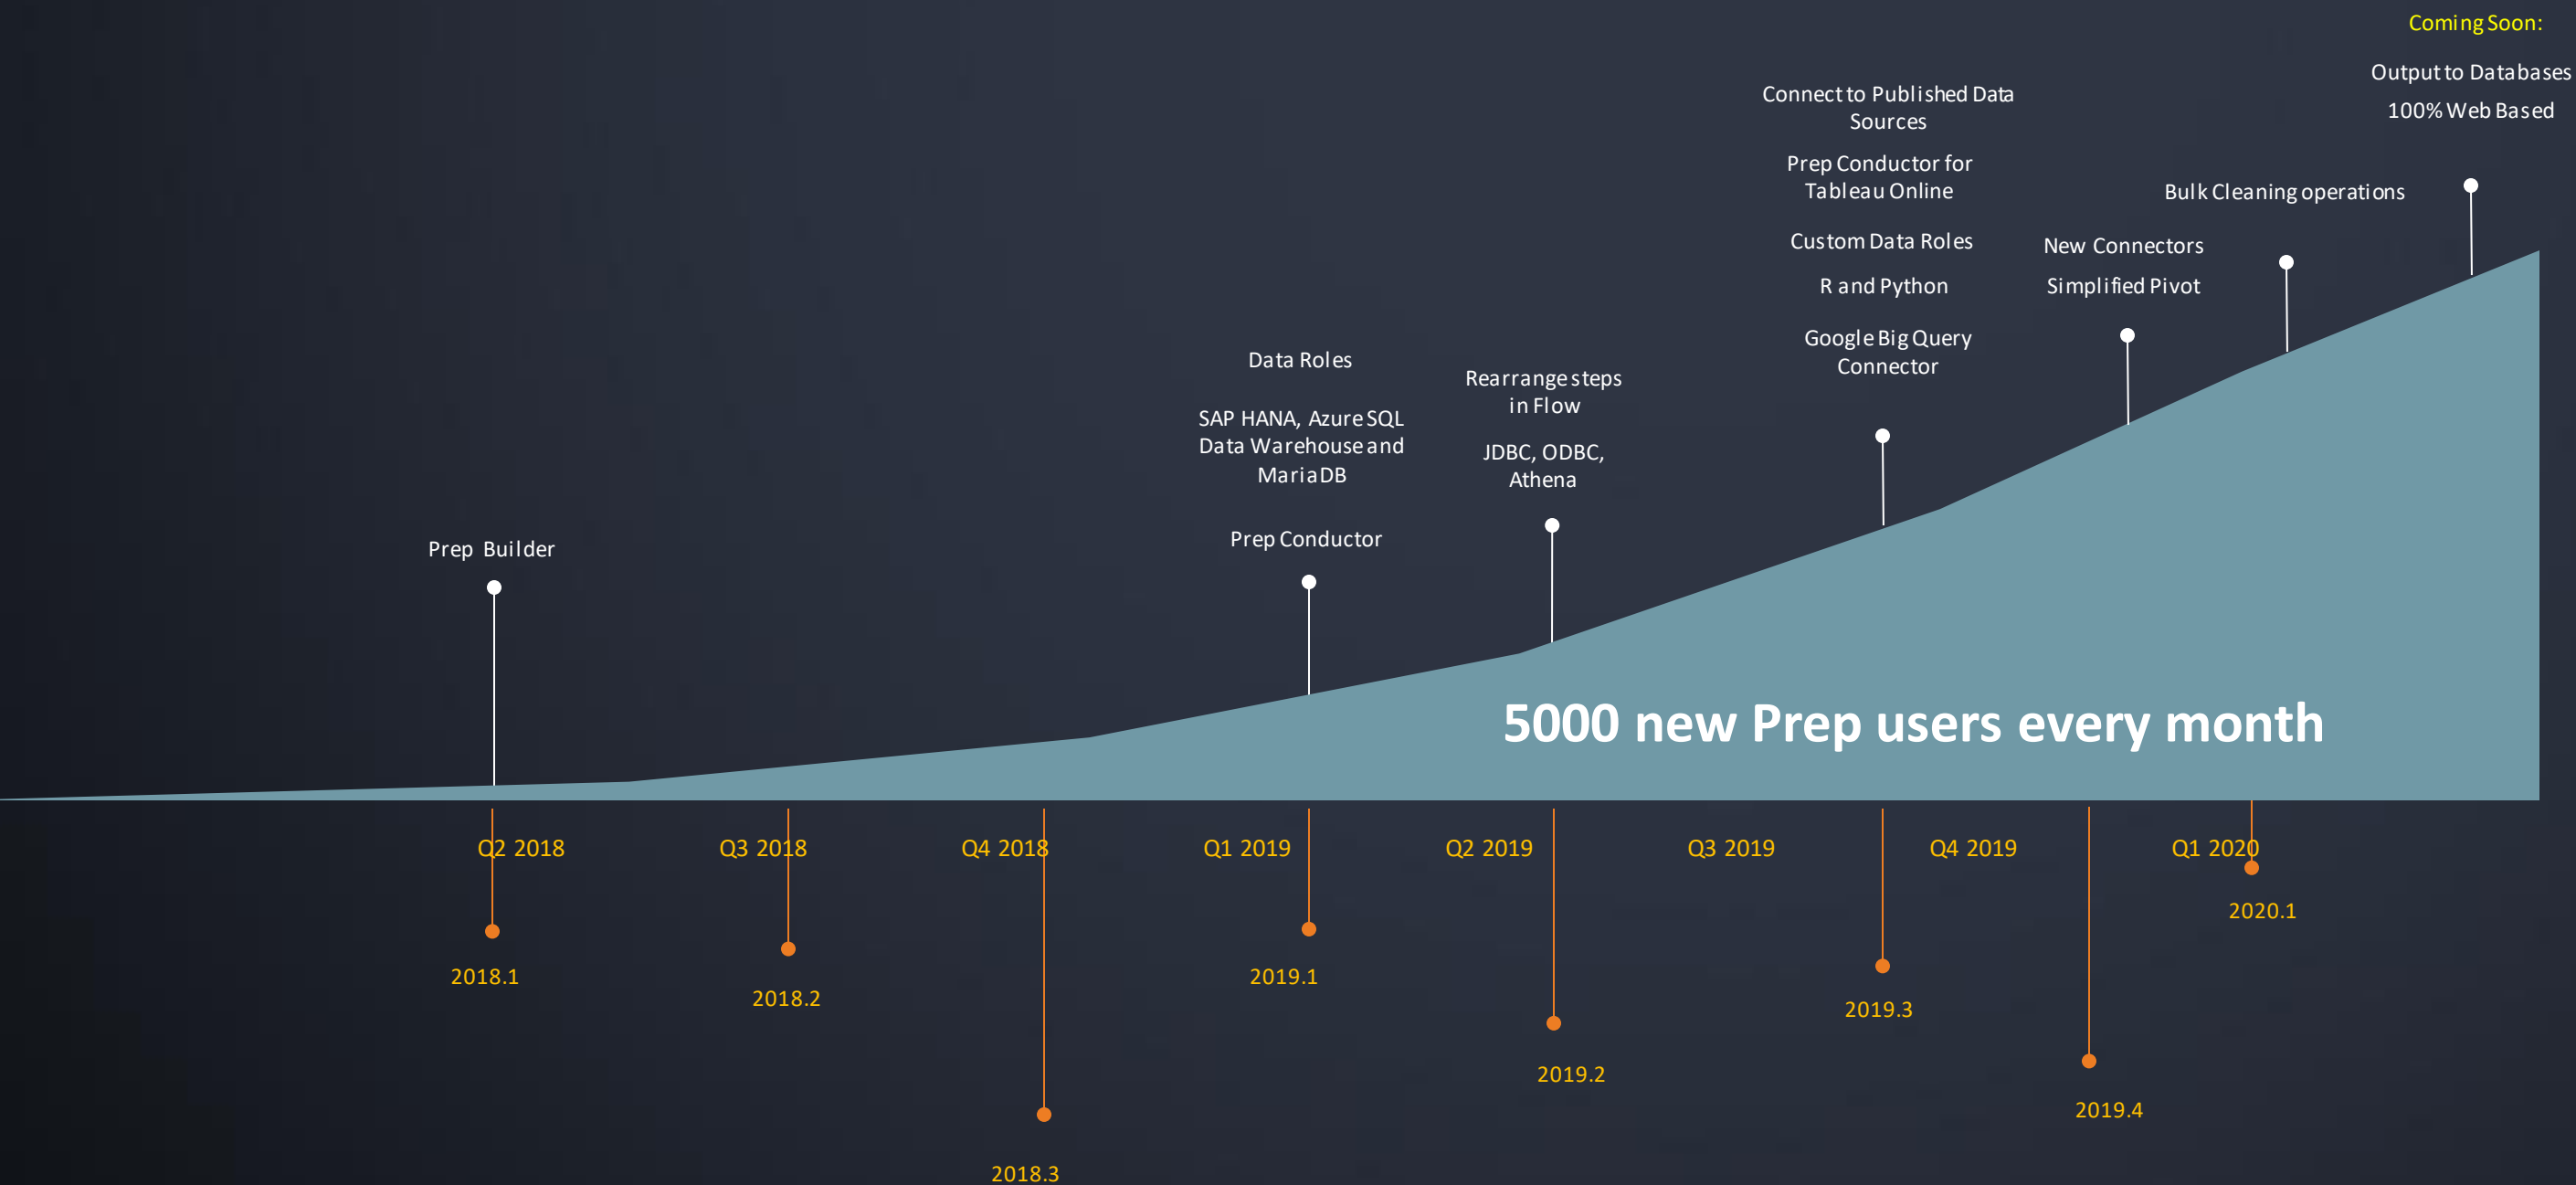 Coming Soon:
Output to Databases
100% Web Based
Connect to Published Data
Sources
Prep Conductor for
Tableau Online
Custom Data Roles
R and Python
Google Big Query
Connector
Bulk Cleaning operations
New Connectors
Simplified Pivot
Data Roles
SAP HANA, Azure SQL
Data Warehouse and
MariaDB
Prep Conductor
Rearrange steps
in Flow
JDBC, ODBC,
Athena
Prep Builder
5000 new Prep users every month
Q2 2018
Q3 2018
Q4 2018
Q1 2019
Q2 2019
Q3 2019
Q4 2019
Q1 2020
2018.1
2018.2
2018.3
2019.1
2019.2
2019.3
2019.4
2020.1